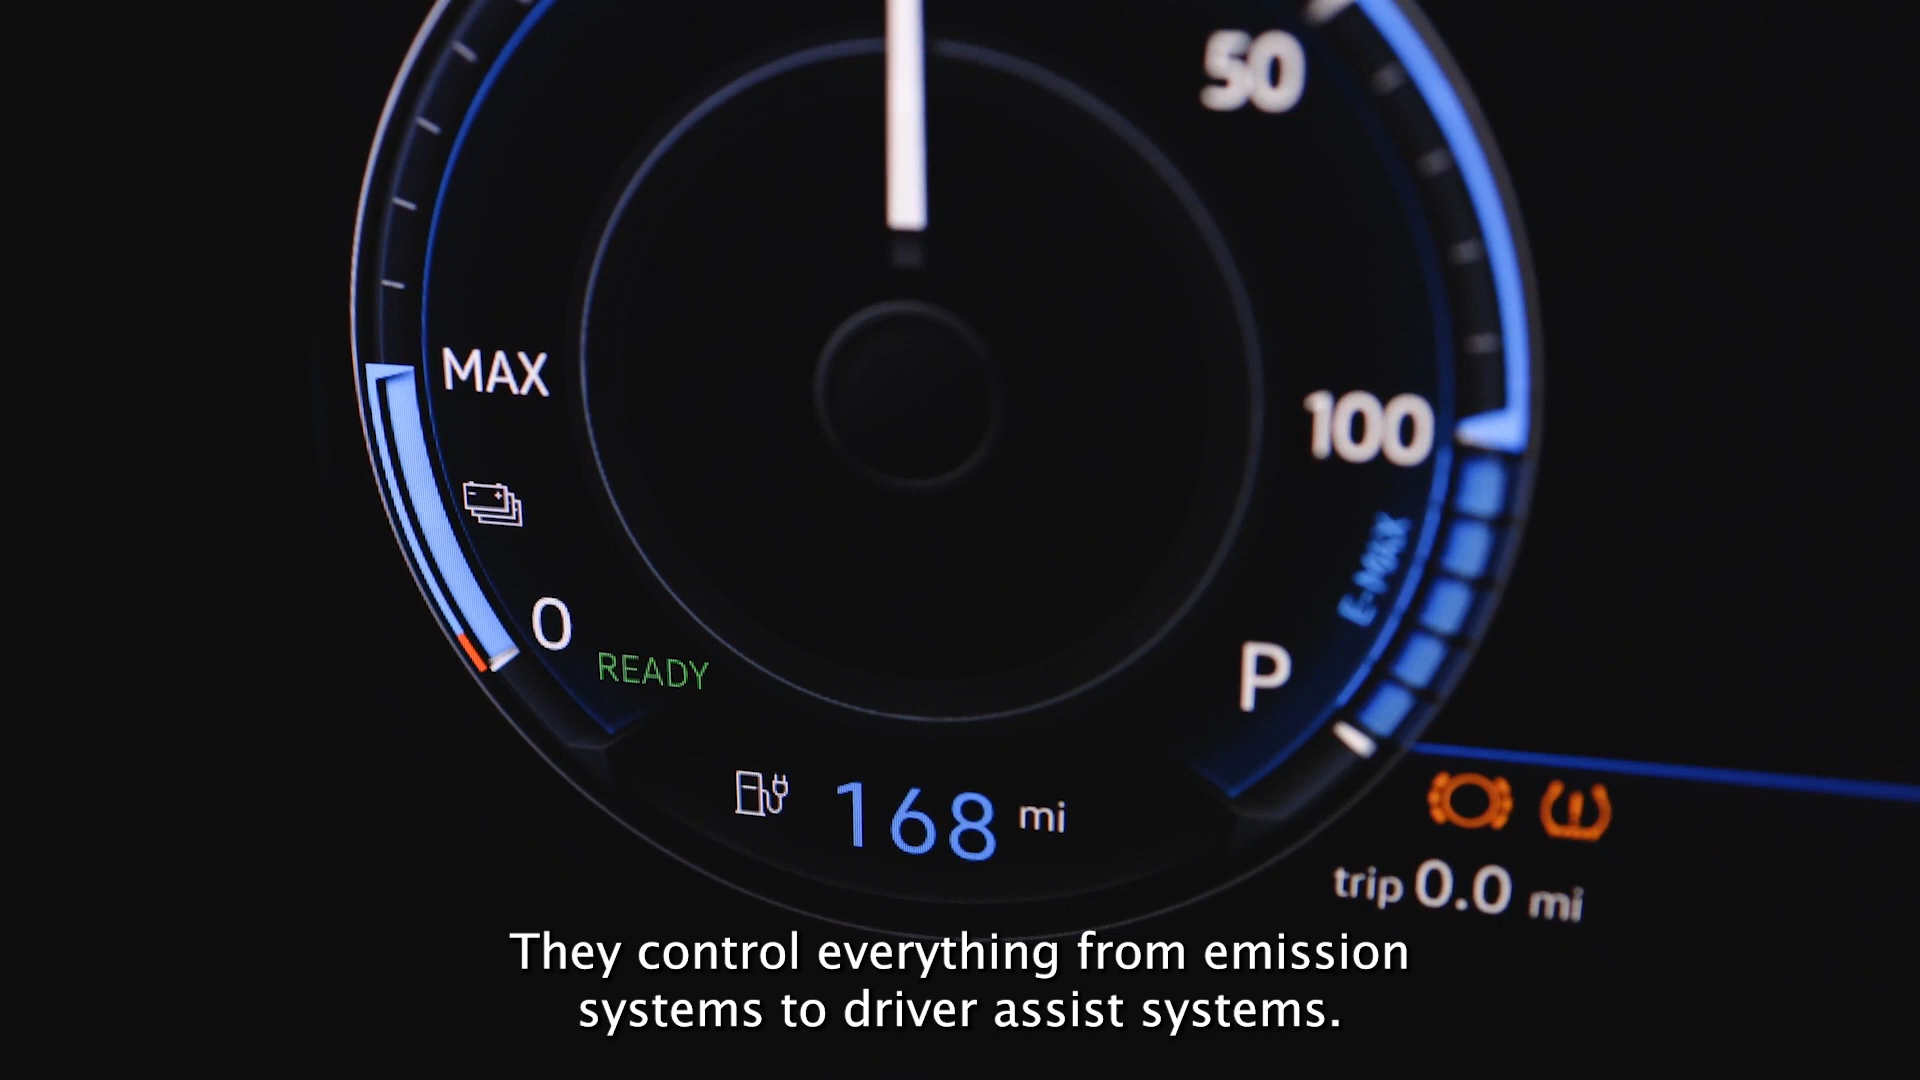 50
MAX
100
E-MAX
0
READY
P
168 mi
trip 0.0 mi
They control everything from emission
systems to driver assist systems.